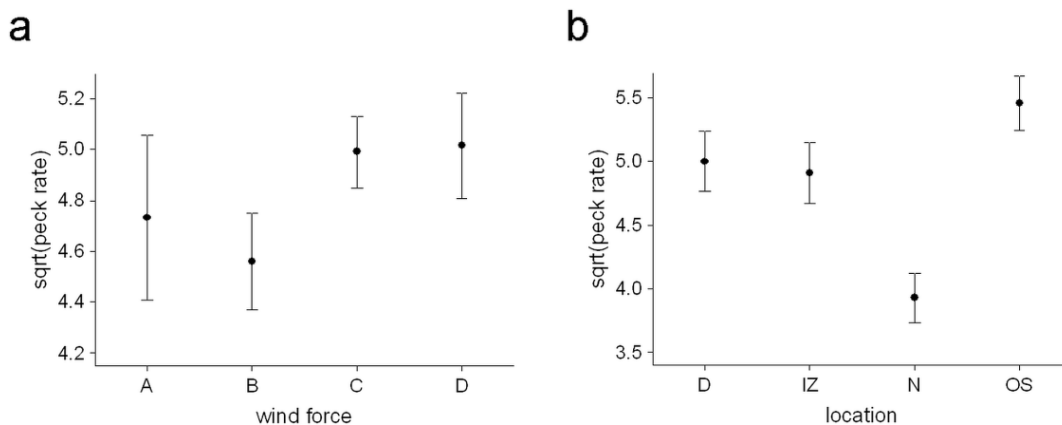 a
sqrt(peck rate)
5.2
5.0
4.8
4.6
4.4
4.2
A B C D
wind force
b
sqrt(peck rate)
5.5
5.0
4.5
4.0
3.5
D IZ N OS
location